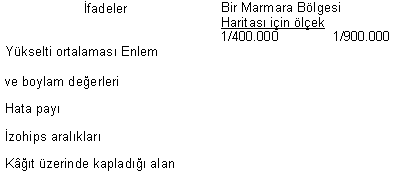 İfadeler
Bir Marmara Bölgesi
Haritası için ölçek
1/400.000 1/900.000
Yükselti ortalaması Enlem
ve boylam değerleri
Hata payı
İzohips aralıkları
Kâğıt üzerinde kapladığı alan